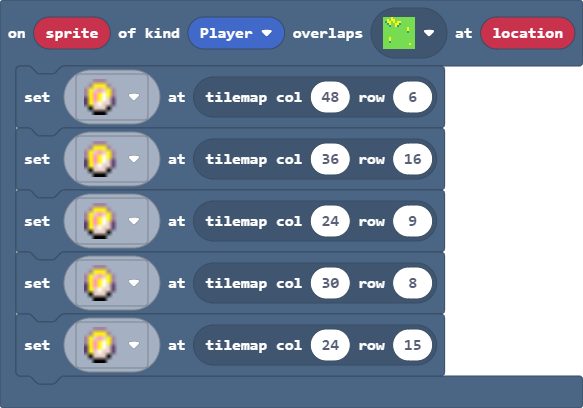 on sprite of kind Player overlaps at location
set at tilemap col 48 row 6
set at tilemap col 36 row 16
set at tilemap col 24 row 9
set at tilemap col 30 row 8
set at tilemap col 24 row 15